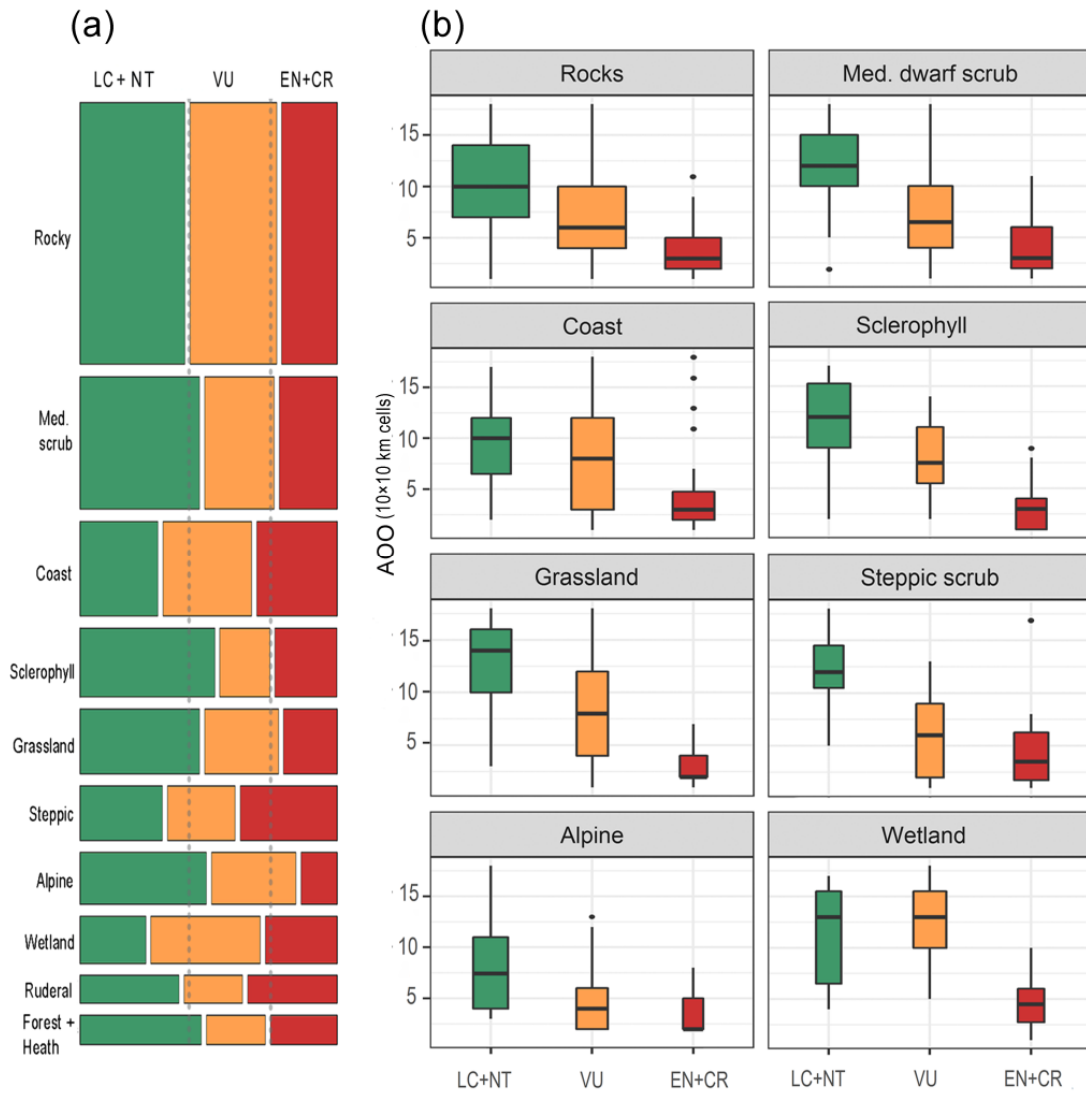 (a)
LC + NT VU EN+CR
Rocky
Med.
scrub
Coast
Sclerophyll
Grassland
Steppic
Alpine
Wetland
Ruderal
Forest +
Heath
(b)
AOO (10×10 km cells)
Rocks Med. dwarf scrub
15
10
5
Coast Sclerophyll
15
10
5
Grassland Steppic scrub
15
10
5
Alpine Wetland
15
10
5
LC+NT VU EN+CR LC+NT VU EN+CR